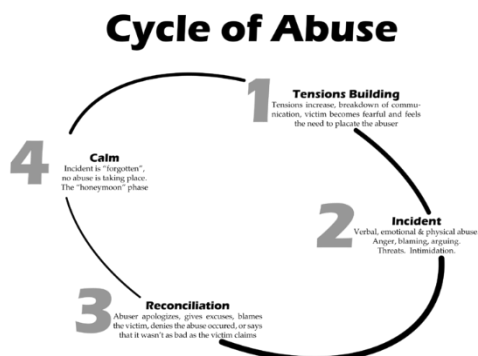 Cycle of Abuse
1
Tensions Building
Tensions increase, breakdown of commu-
nication, victim becomes fearful and feels
the need to placate the abuser
2
Incident
Verbal, emotional & physical abuse
Anger, blaming, arguing.
Threats. Intimidation.
3
Reconciliation
Abuser apologizes, gives excuses, blames
the victim, denies the abuse occured, or says
that it wasn't as bad as the victim claims
4
Calm
Incident is "forgotten",
no abuse is taking place.
The "honeymoon" phase